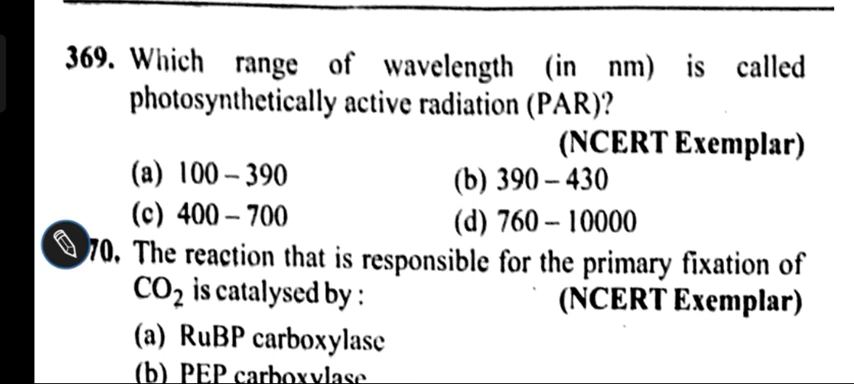 369. Which range of wavelength (in nm) is called
photosynthetically active radiation (PAR)?
(NCERT Exemplar)
(a) 100 – 390 (b) 390 – 430
(c) 400 – 700 (d) 760 – 10000
70. The reaction that is responsible for the primary fixation of
CO₂ is catalysed by : (NCERT Exemplar)
(a) RuBP carboxylase
(b) PEP carboxylase